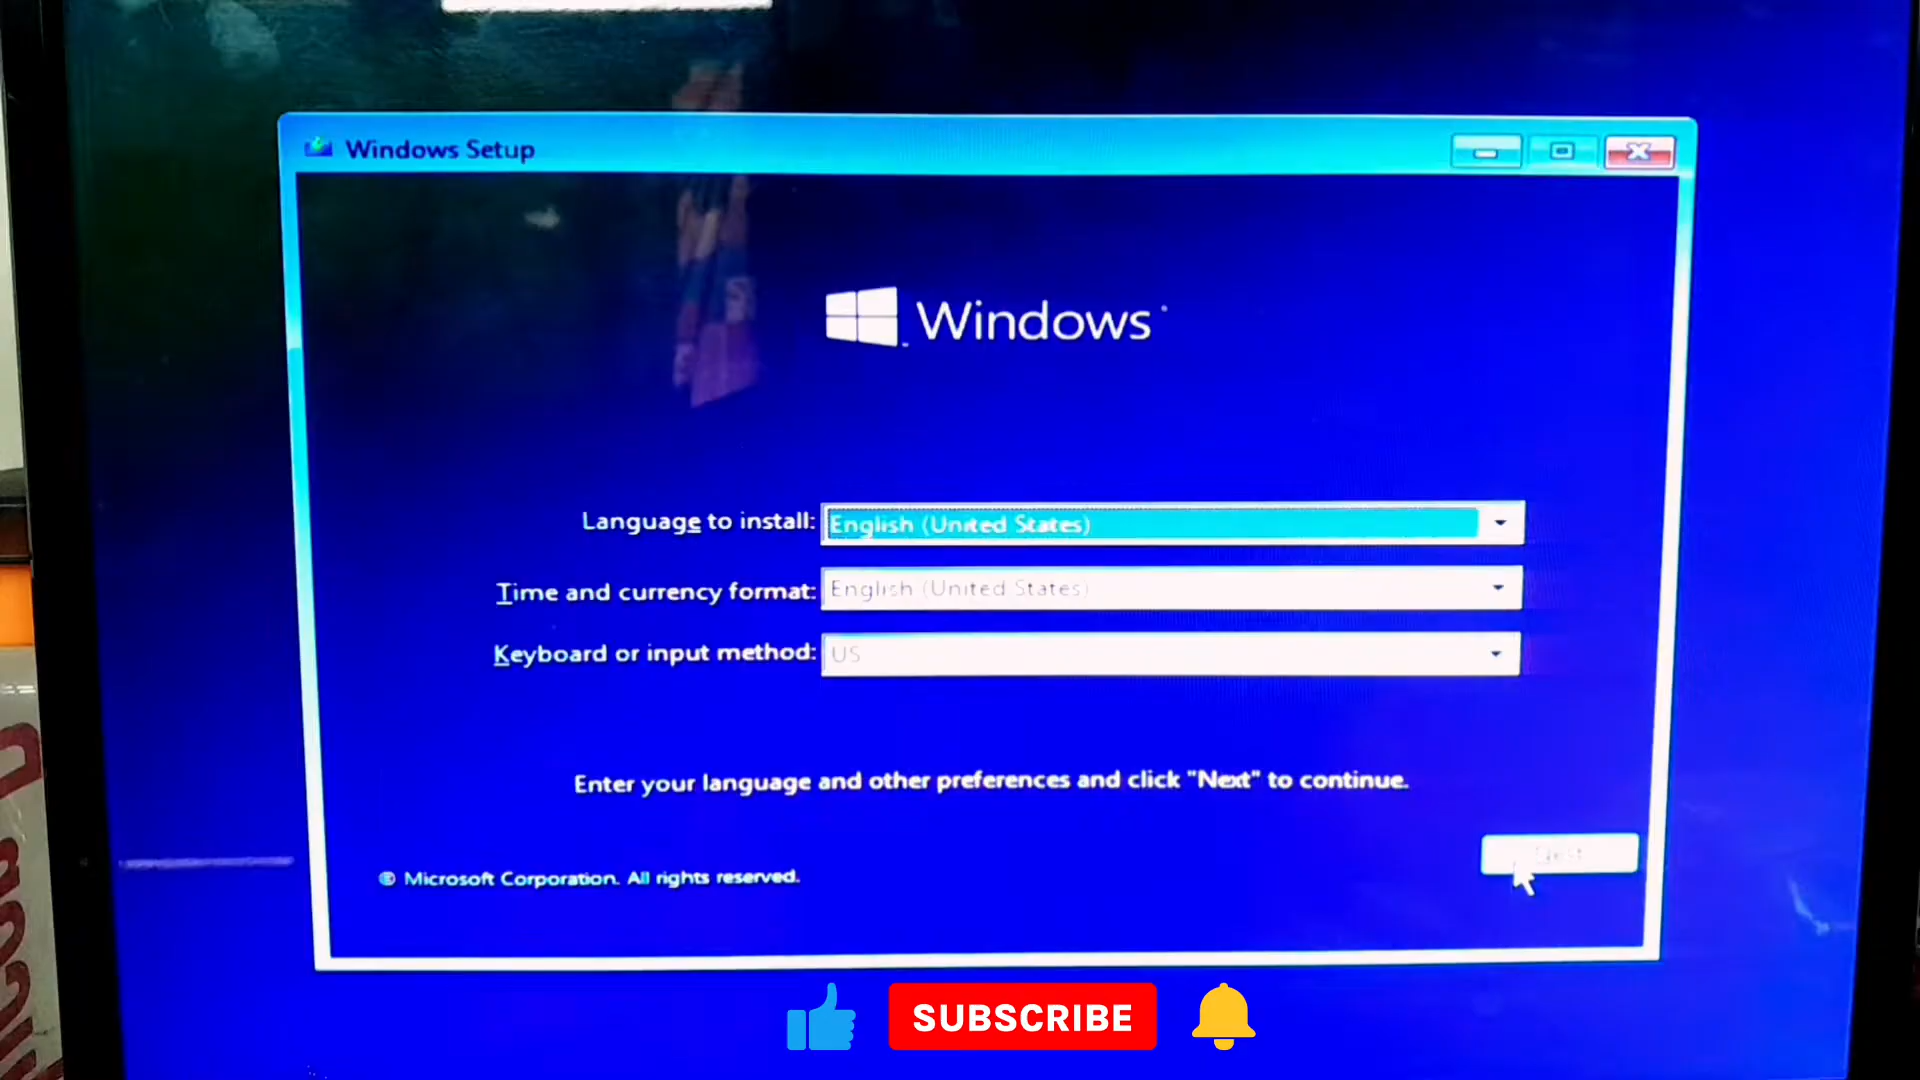 Windows Setup
Windows
Language to install: English (United States)
Time and currency format: English (United States)
Keyboard or input method: US
Enter your language and other preferences and click "Next" to continue.
Next
© Microsoft Corporation. All rights reserved.
SUBSCRIBE